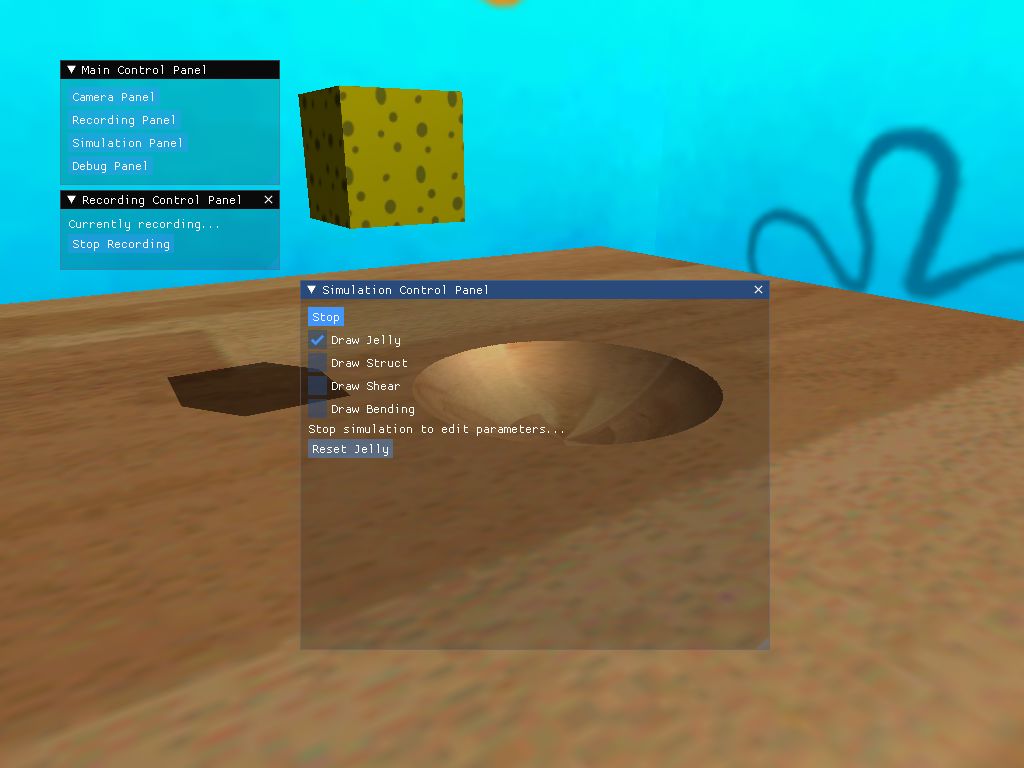 Main Control Panel
Camera Panel
Recording Panel
Simulation Panel
Debug Panel
Recording Control Panel
Currently recording...
Stop Recording
Simulation Control Panel
Stop
Draw Jelly
Draw Struct
Draw Shear
Draw Bending
Stop simulation to edit parameters...
Reset Jelly